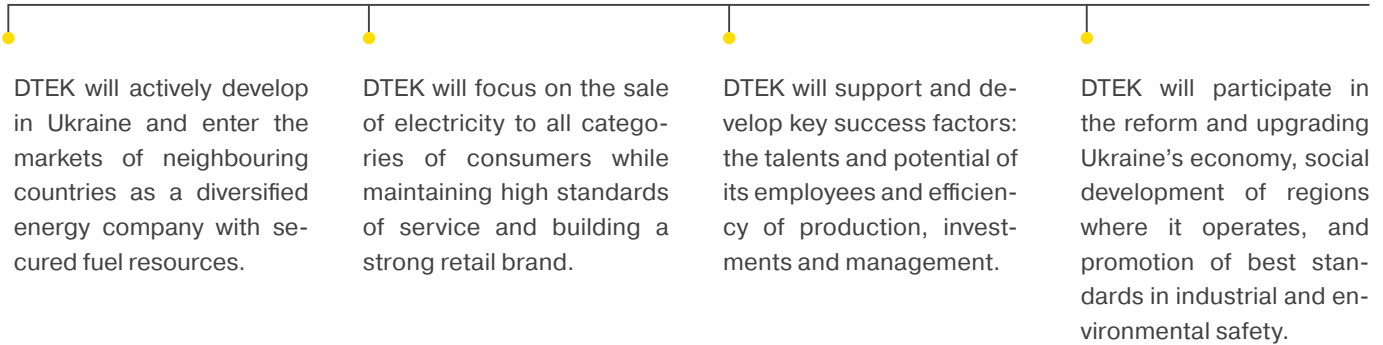 DTEK will actively develop
in Ukraine and enter the
markets of neighbouring
countries as a diversified
energy company with se-
cured fuel resources.
DTEK will focus on the sale
of electricity to all catego-
ries of consumers while
maintaining high standards
of service and building a
strong retail brand.
DTEK will support and de-
velop key success factors:
the talents and potential of
its employees and efficien-
cy of production, invest-
ments and management.
DTEK will participate in
the reform and upgrading
Ukraine’s economy, social
development of regions
where it operates, and
promotion of best stan-
dards in industrial and en-
vironmental safety.